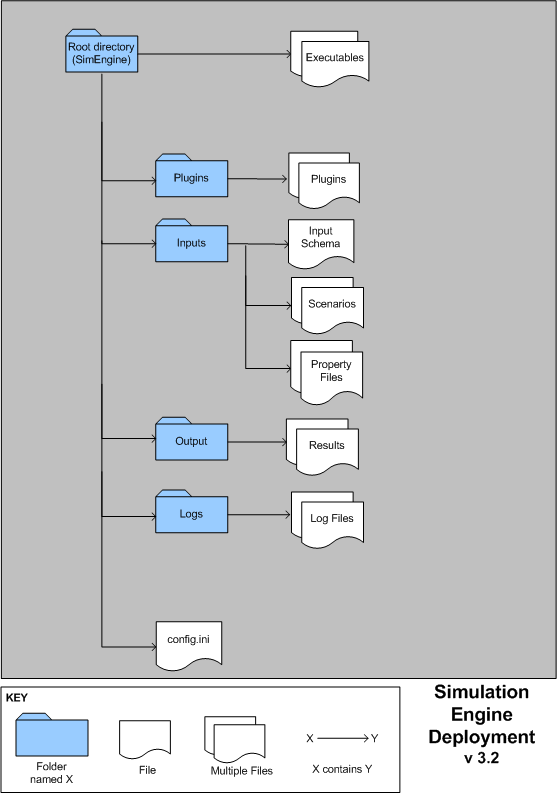 Root directory
(SimEngine)
Executables
Plugins
Plugins
Inputs
Input
Schema
Scenarios
Property
Files
Output
Results
Logs
Log Files
config.ini
KEY
Folder
named X
File
Multiple Files
X
Y
X contains Y
Simulation
Engine
Deployment
v 3.2